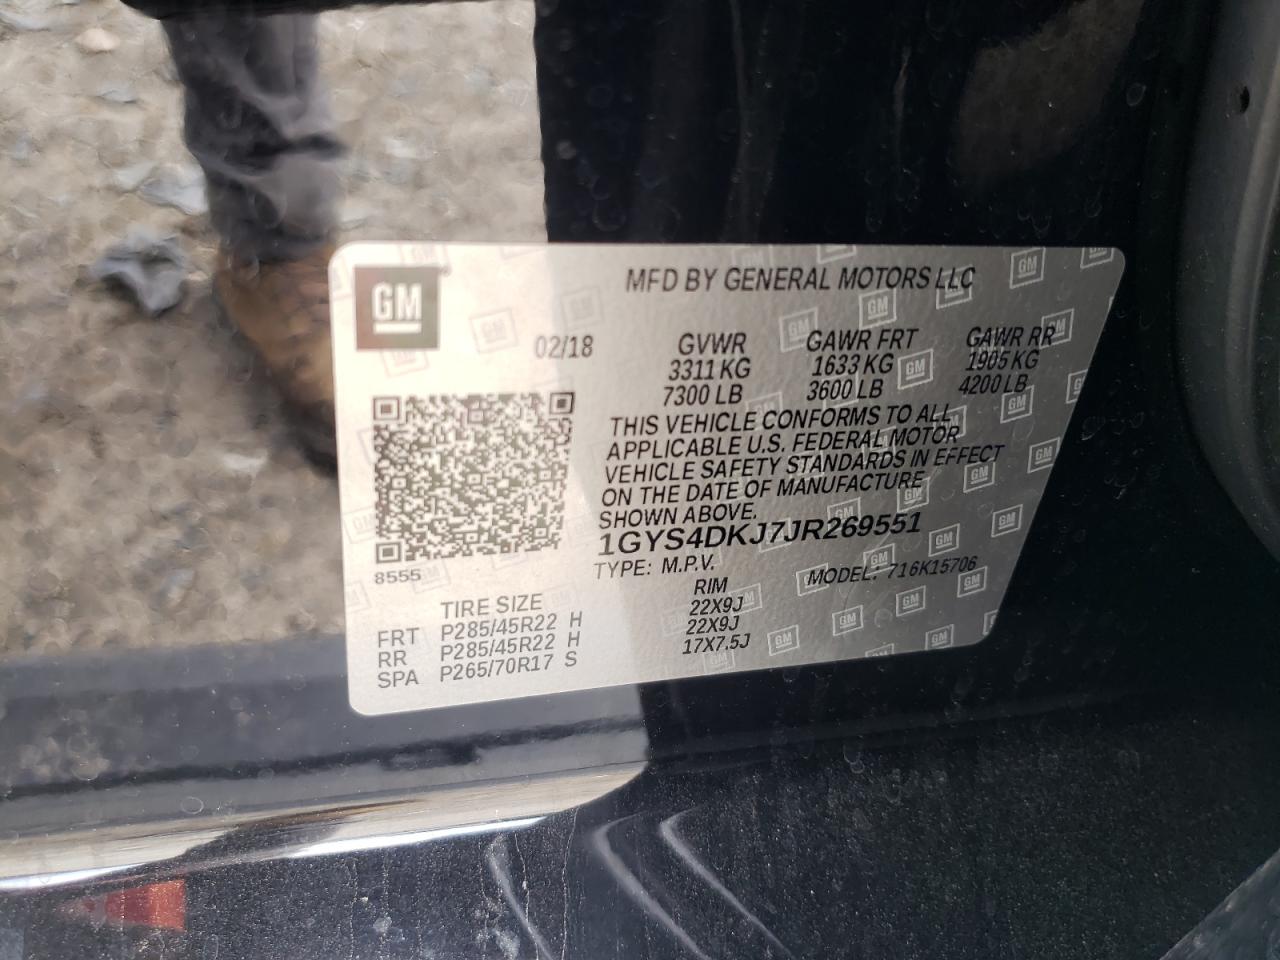 GM
MFD BY GENERAL MOTORS LLC
02/18 GVWR GAWR FRT GAWR RR
3311 KG 1633 KG 1905 KG
7300 LB 3600 LB 4200 LB
THIS VEHICLE CONFORMS TO ALL
APPLICABLE U.S. FEDERAL MOTOR
VEHICLE SAFETY STANDARDS IN EFFECT
ON THE DATE OF MANUFACTURE
SHOWN ABOVE.
1GYS4DKJ7JR269551
TYPE: M.P.V. MODEL: 716K15706
8555
TIRE SIZE RIM
FRT P285/45R22 H 22X9J
RR P285/45R22 H 22X9J
SPA P265/70R17 S 17X7.5J